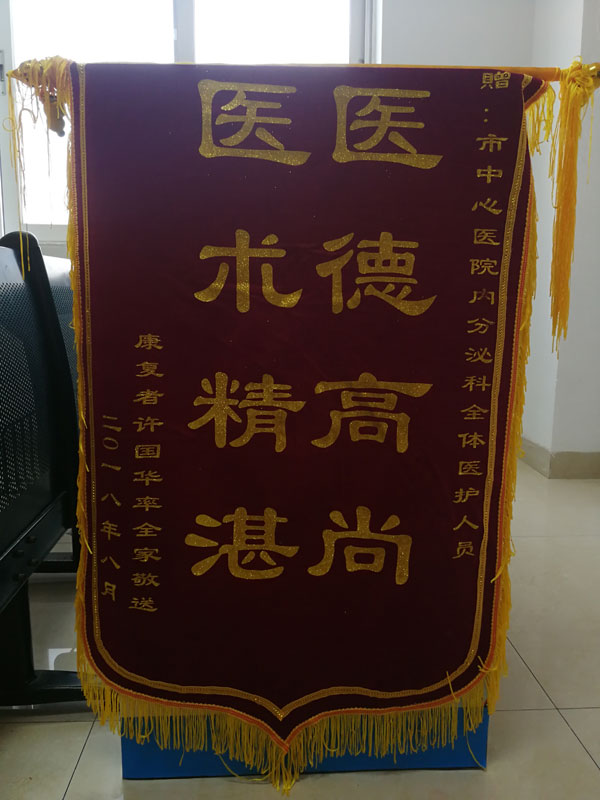 贈:市中心医院内分泌科全体医护人员
医德高尚
医术精湛
康复者许国华率全家敬送
二〇一八年八月